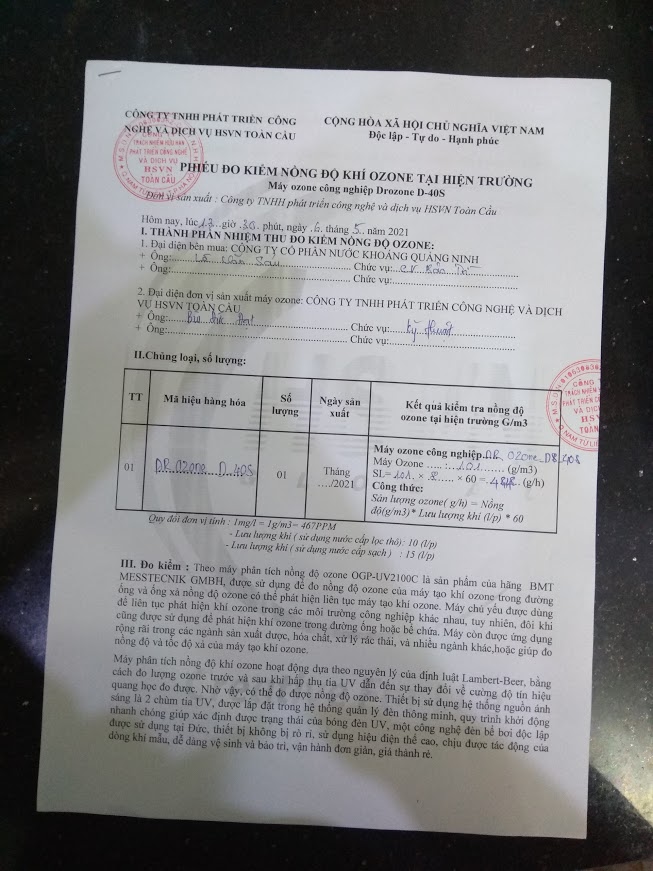 CÔNG TY TNHH PHÁT TRIỂN CÔNG
NGHỆ VÀ DỊCH VỤ HSVN TOÀN CẦU
CỘNG HÒA XÃ HỘI CHỦ NGHĨA VIỆT NAM
Độc lập - Tự do - Hạnh phúc
PHIẾU ĐO KIỂM NỒNG ĐỘ KHÍ OZONE TẠI HIỆN TRƯỜNG
Máy ozone công nghiệp Drozone D-40S
Đơn vị sản xuất : Công ty TNHH phát triển công nghệ và dịch vụ HSVN Toàn Cầu
Hôm nay, lúc 13 giờ 30 phút, ngày 6 tháng 5 năm 2021
I. THÀNH PHẦN NHIỆM THU ĐO KIỂM NỒNG ĐỘ OZONE:
1. Đại diện bên mua: CÔNG TY CỔ PHẦN NƯỚC KHOÁNG QUẢNG NINH
+ Ông: Lê Văn Chức vụ:
+ Ông: Chức vụ:
2. Đại diện đơn vị sản xuất máy ozone: CÔNG TY TNHH PHÁT TRIỂN CÔNG NGHỆ VÀ DỊCH
VỤ HSVN TOÀN CẦU
+ Ông: Chức vụ: Kỹ thuật
+ Ông: Chức vụ:
II.Chủng loại, số lượng:
TT Mã hiệu hàng hóa Số lượng Ngày sản xuất Kết quả kiểm tra nồng độ ozone tại hiện trường G/m3
01 DR OZONE D_40S 01 Tháng ..../2021
Máy ozone công nghiệp DR_OZONE
Máy Ozone ..... : 101 (g/m3)
SL= 101 × 8 × 60 = (g/h)
Công thức:
Sản lượng ozone( g/h) = Nồng
độ(g/m3)* Lưu lượng khí (l/p) * 60
Quy đổi đơn vị tính : 1mg/l = 1g/m3= 467PPM
- Lưu lượng khí ( sử dụng nước cấp lọc thô): 10 (l/p)
- Lưu lượng khí ( sử dụng nước cấp sạch) : 15 (l/p)
III. Đo kiểm : Theo máy phân tích nồng độ ozone OGP-UV2100C là sản phẩm của hãng BMT
MESSTECNIK GMBH, được sử dụng để đo nồng độ ozone của máy tạo khí ozone trong đường
ống và ống xả nồng độ ozone có thể phát hiện liên tục máy tạo khí ozone. Máy chủ yếu được dùng
để liên tục phát hiện khí ozone trong các môi trường công nghiệp khác nhau, tuy nhiên, đôi khi
cũng được sử dụng để phát hiện khí ozone trong đường ống hoặc bể chứa. Máy còn được ứng dụng
rộng rãi trong các ngành sản xuất dược, hóa chất, xử lý rác thải, và nhiều ngành khác,hoặc giúp đo
nồng độ và tốc độ xả của máy tạo khí ozone.
Máy phân tích nồng độ khí ozone hoạt động dựa theo nguyên lý của định luật Lambert-Beer, bằng
cách đo lượng ozone trước và sau khi hấp thụ tia UV dẫn đến sự thay đổi về cường độ tín hiệu
quang học đo được. Nhờ vậy, có thể đo được nồng độ ozone. Thiết bị sử dụng hệ thống nguồn ánh
sáng là 2 chùm tia UV, được lắp đặt trong hệ thống quản lý đèn thông minh, quy trình khởi động
nhanh chóng giúp xác định được trạng thái của bóng đèn UV, một công nghệ đèn bể bơi độc lập
được sử dụng tại Đức, thiết bị không bị rò rỉ, sử dụng hiệu điện thế cao, chịu được tác động của
dòng khí mẫu, dễ dàng vệ sinh và bảo trì, vận hành đơn giản, giá thành rẻ.